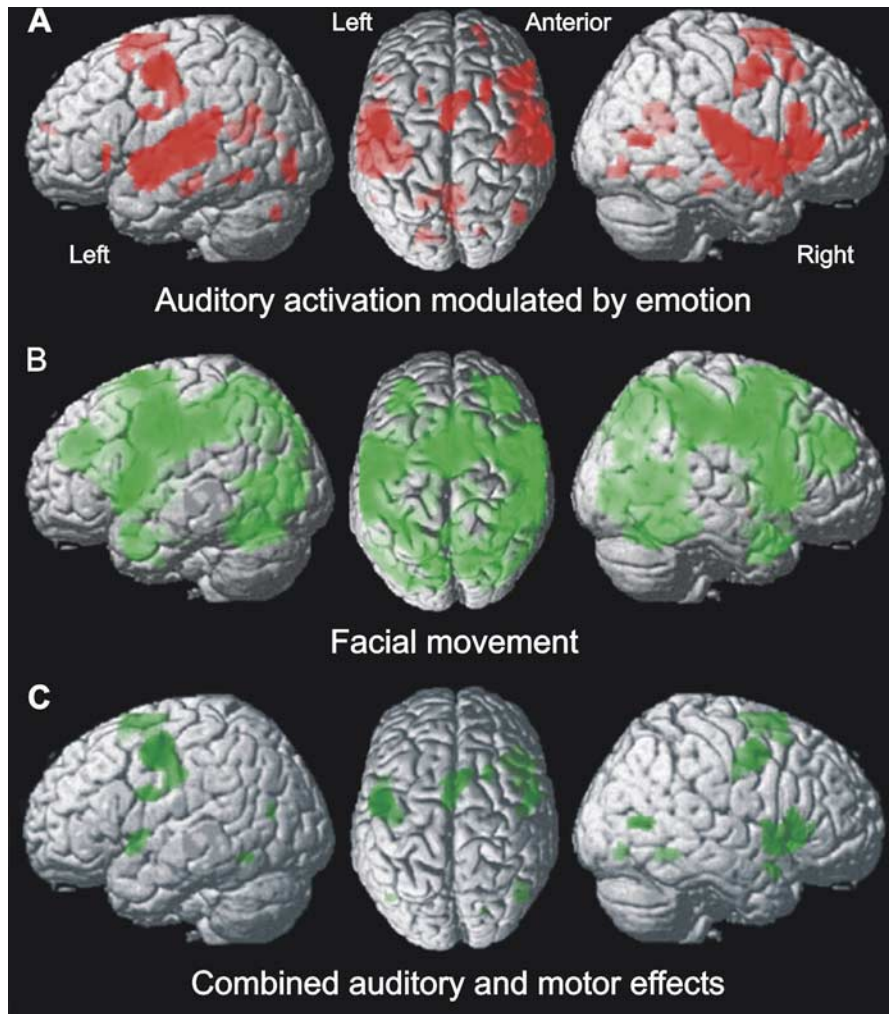 A
Left
Anterior
Left
Right
Auditory activation modulated by emotion
B
Facial movement
C
Combined auditory and motor effects